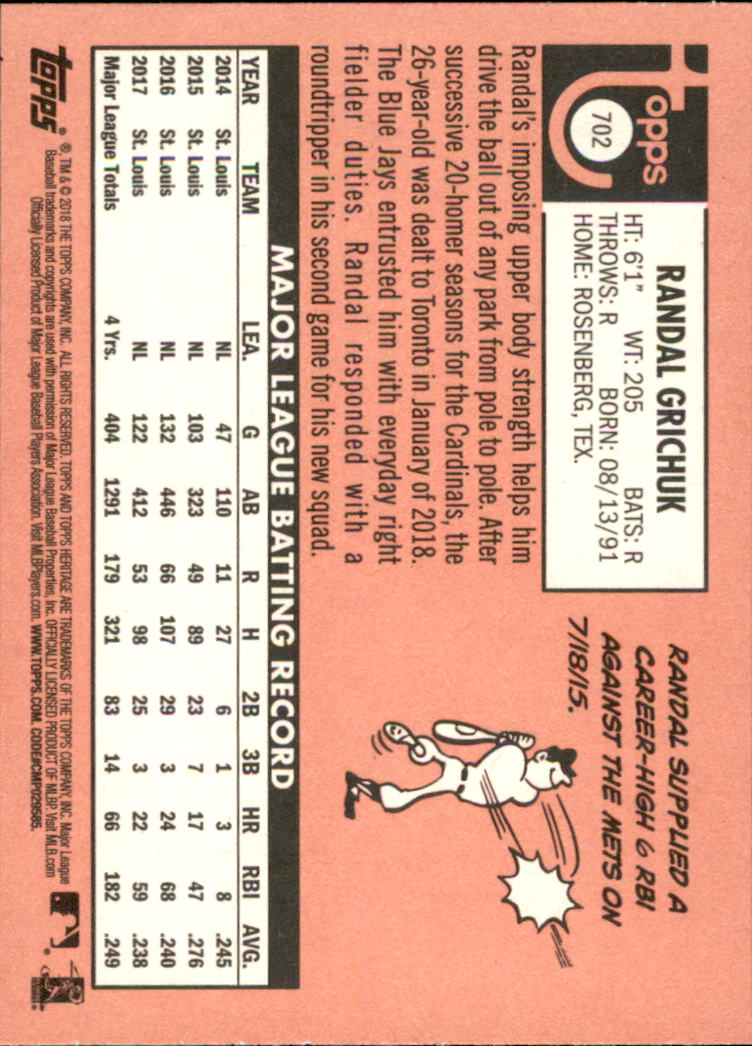 Topps
702
RANDAL GRICHUK
HT: 6'1" WT: 205 BATS: R
THROWS: R BORN: 08/13/91
HOME: ROSENBERG, TEX.
RANDAL SUPPLIED A
CAREER-HIGH 6 RBI
AGAINST THE METS ON
7/18/15.
Randal's imposing upper body strength helps him
drive the ball out of any park from pole to pole. After
successive 20-homer seasons for the Cardinals, the
26-year-old was dealt to Toronto in January of 2018.
The Blue Jays entrusted him with everyday right
fielder duties. Randal responded with a
roundtripper in his second game for his new squad.
MAJOR LEAGUE BATTING RECORD
YEAR TEAM LEA. G AB R H 2B 3B HR RBI AVG.
2014 St. Louis NL 47 110 11 27 6 1 3 8 .245
2015 St. Louis NL 103 323 49 89 23 7 17 47 .276
2016 St. Louis NL 132 446 66 107 29 3 24 68 .240
2017 St. Louis NL 122 412 53 98 25 3 22 59 .238
Major League Totals 4 Yrs. 404 1291 179 321 83 14 66 182 .249
Topps ® ®, TM & © 2018 THE TOPPS COMPANY, INC. ALL RIGHTS RESERVED. TOPPS AND TOPPS HERITAGE ARE TRADEMARKS OF THE TOPPS COMPANY, INC. Major League
Baseball trademarks and copyrights are used with permission of Major League Baseball Properties, Inc. OFFICIALLY LICENSED PRODUCT OF MLBP. Visit MLB.com
Officially Licensed Product of Major League Baseball Players Association. Visit MLBPlayers.com. WWW.TOPPS.COM. CODE#CMP029585.